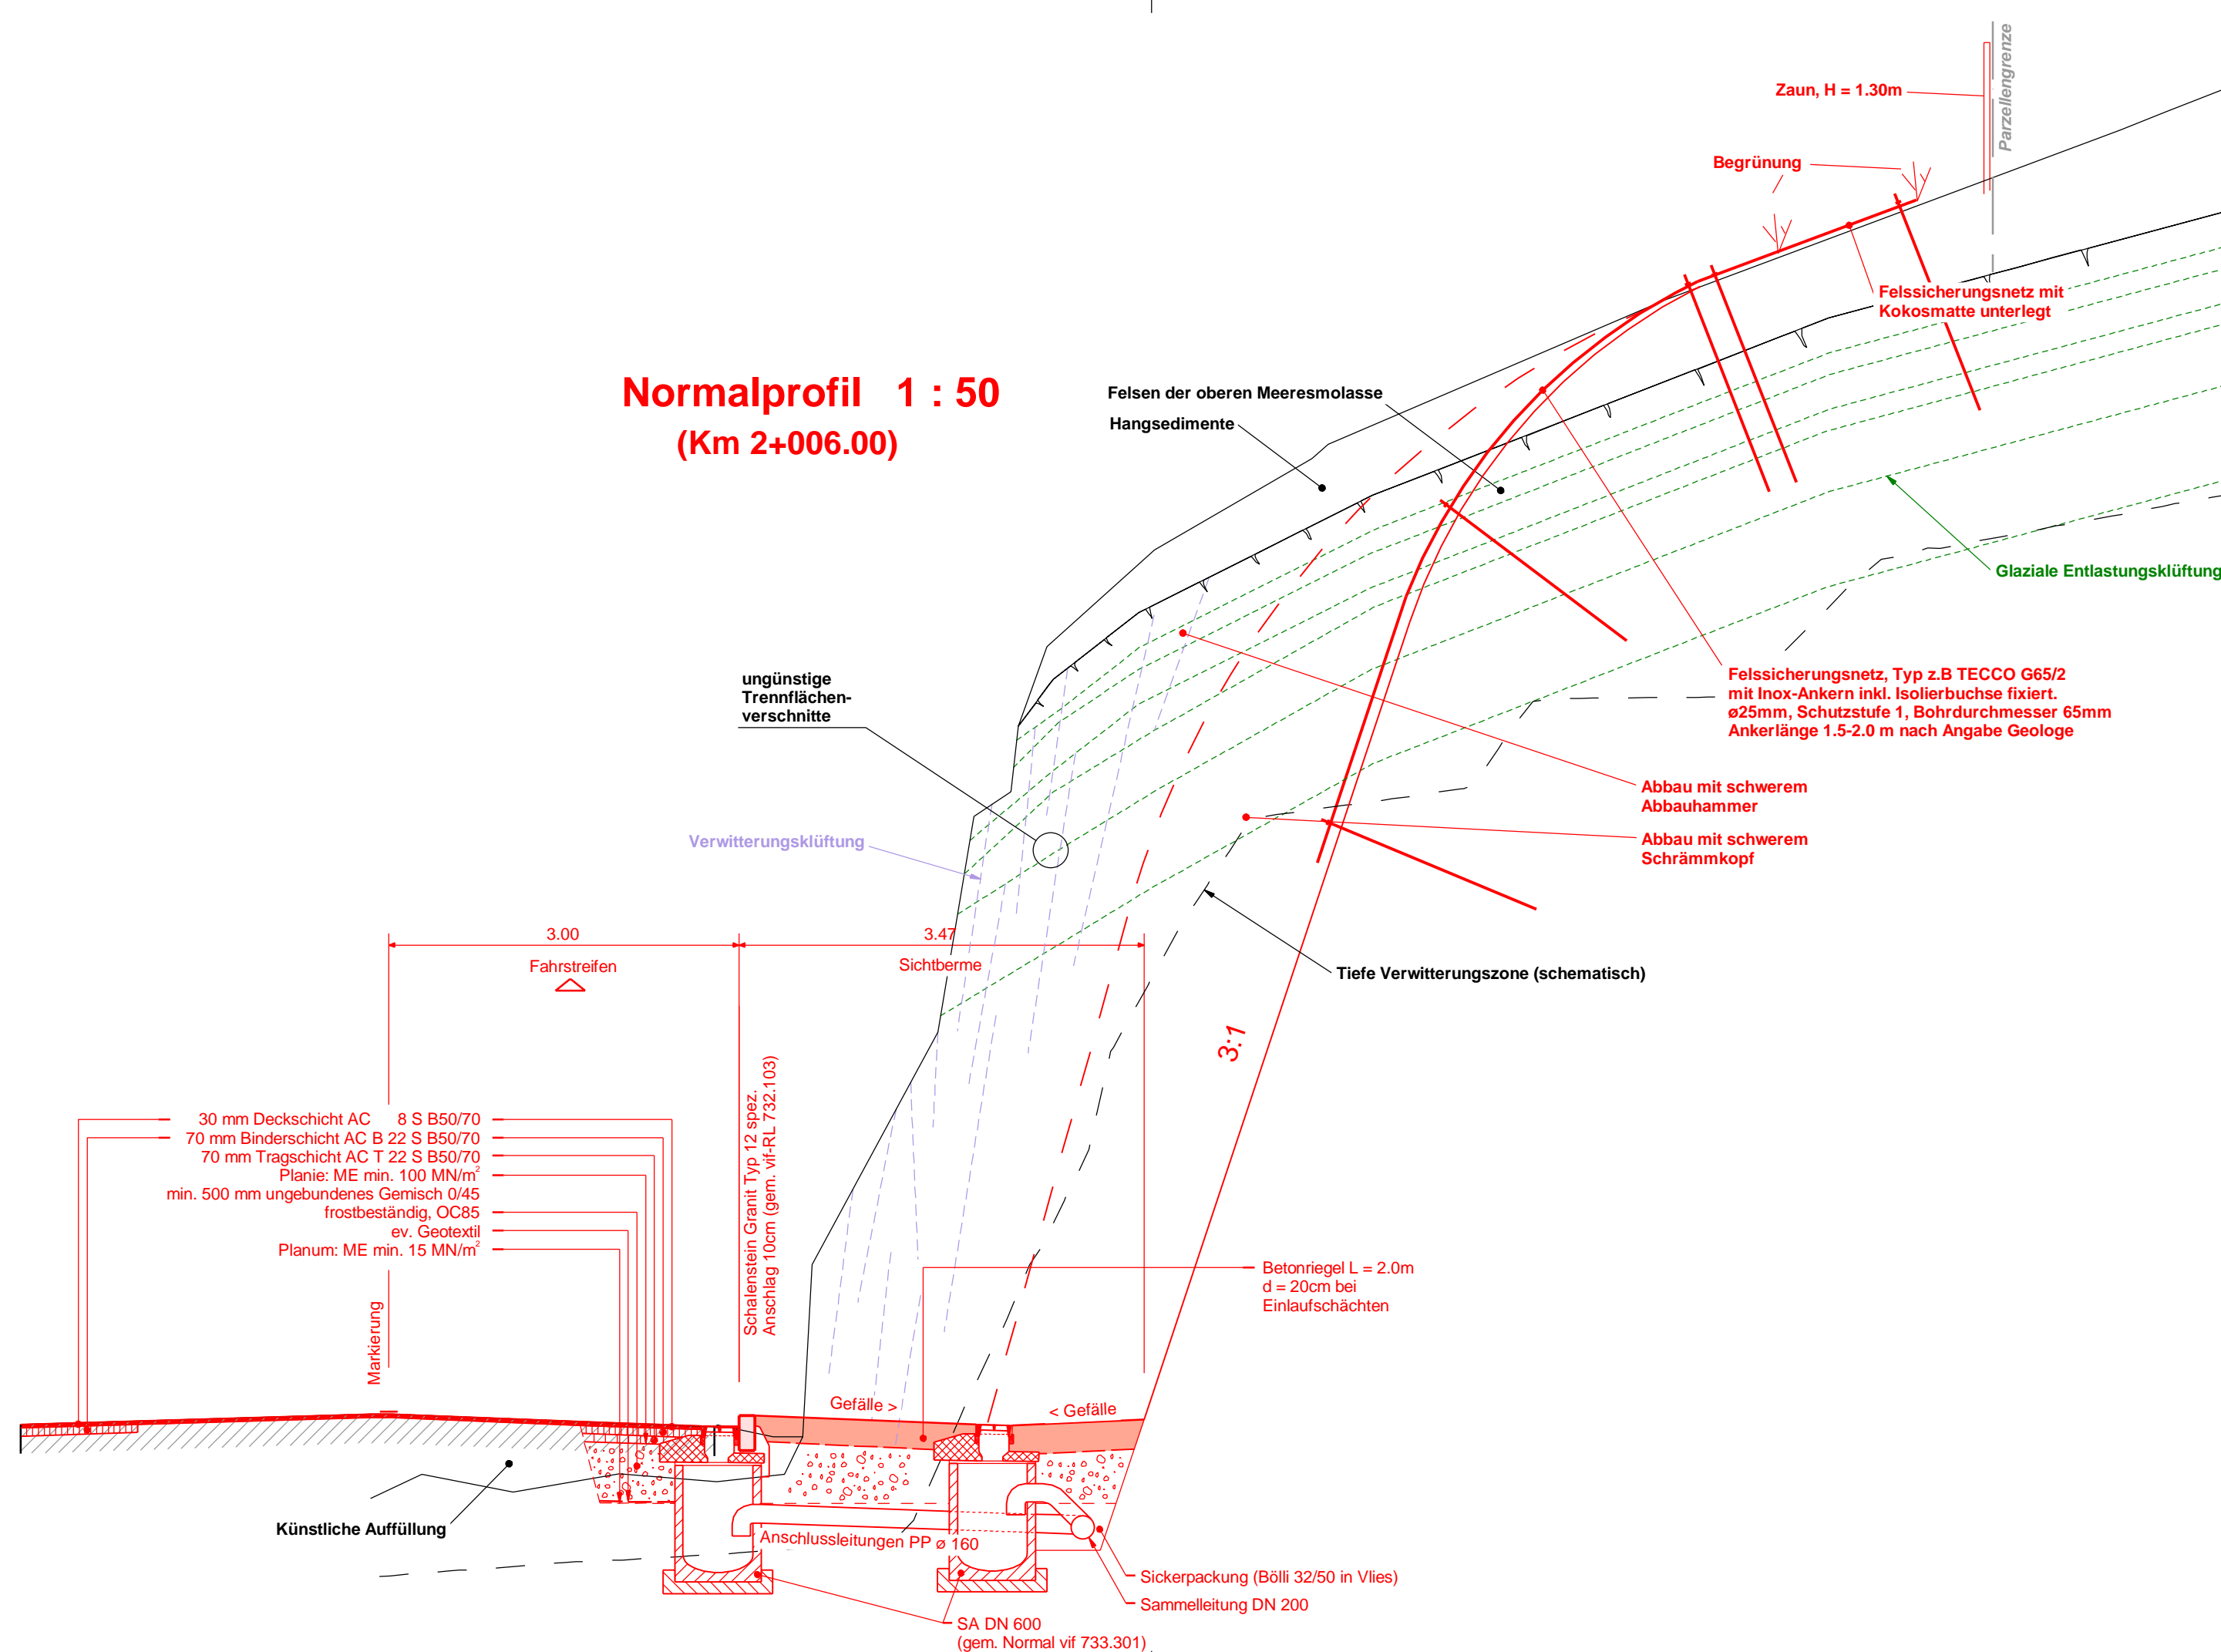 Parzellengrenze
Zaun, H = 1.30m
Begrünung
Felssicherungsnetz mit
Kokosmatte unterlegt
Normalprofil 1 : 50
(Km 2+006.00)
Felsen der oberen Meeresmolasse
Hangsedimente
Glaziale Entlastungsklüftung
ungünstige
Trennflächen-
verschnitte
Felssicherungsnetz, Typ z.B TECCO G65/2
mit Inox-Ankern inkl. Isolierbuchse fixiert.
ø25mm, Schutzstufe 1, Bohrdurchmesser 65mm
Ankerlänge 1.5-2.0 m nach Angabe Geologe
Abbau mit schwerem
Abbauhammer
Verwitterungsklüftung
Abbau mit schwerem
Schrämmkopf
3.00
3.47
Fahrstreifen
Sichtberme
Tiefe Verwitterungszone (schematisch)
3:1
30 mm Deckschicht AC 8 S B50/70
70 mm Binderschicht AC B 22 S B50/70
70 mm Tragschicht AC T 22 S B50/70
Planie: ME min. 100 MN/m²
min. 500 mm ungebundenes Gemisch 0/45
frostbeständig, OC85
ev. Geotextil
Planum: ME min. 15 MN/m²
Schalenstein Granit Typ 12 spez.
Anschlag 10cm (gem. vif-RL 732.103)
Markierung
Betonriegel L = 2.0m
d = 20cm bei
Einlaufschächten
Gefälle >
< Gefälle
Künstliche Auffüllung
Anschlussleitungen PP ø 160
Sickerpackung (Bölli 32/50 in Vlies)
Sammelleitung DN 200
SA DN 600
(gem. Normal vif 733.301)